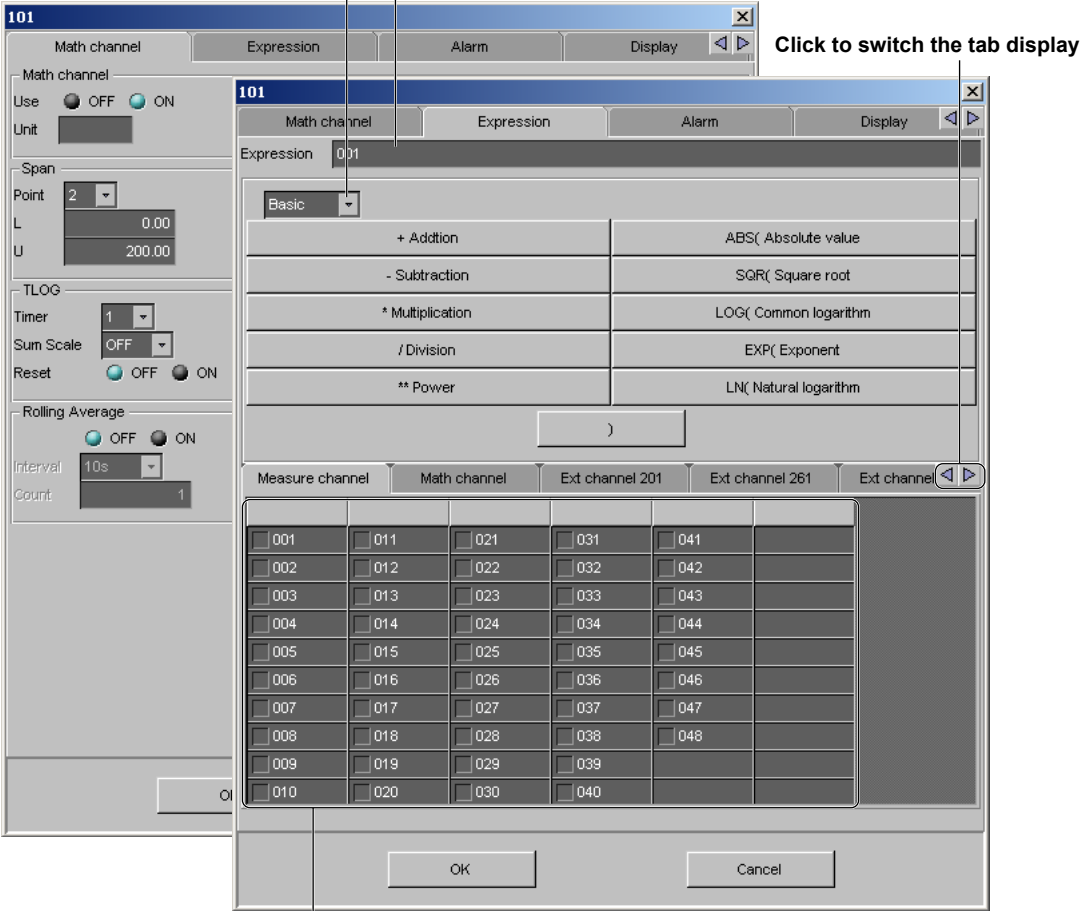 101
Math channel Expression Alarm Display
Click to switch the tab display
Math channel
Use OFF ON
Unit
Span
Point 2
L 0.00
U 200.00
TLOG
Timer 1
Sum Scale OFF
Reset OFF ON
Rolling Average
OFF ON
Interval 10s
Count 1
101
Math channel Expression Alarm Display
Expression 001
Basic
+ Addtion ABS( Absolute value
- Subtraction SQR( Square root
* Multiplication LOG( Common logarithm
/ Division EXP( Exponent
** Power LN( Natural logarithm
)
Measure channel Math channel Ext channel 201 Ext channel 261 Ext channel
001 011 021 031 041
002 012 022 032 042
003 013 023 033 043
004 014 024 034 044
005 015 025 035 045
006 016 026 036 046
007 017 027 037 047
008 018 028 038 048
009 019 029 039
010 020 030 040
OK Cancel